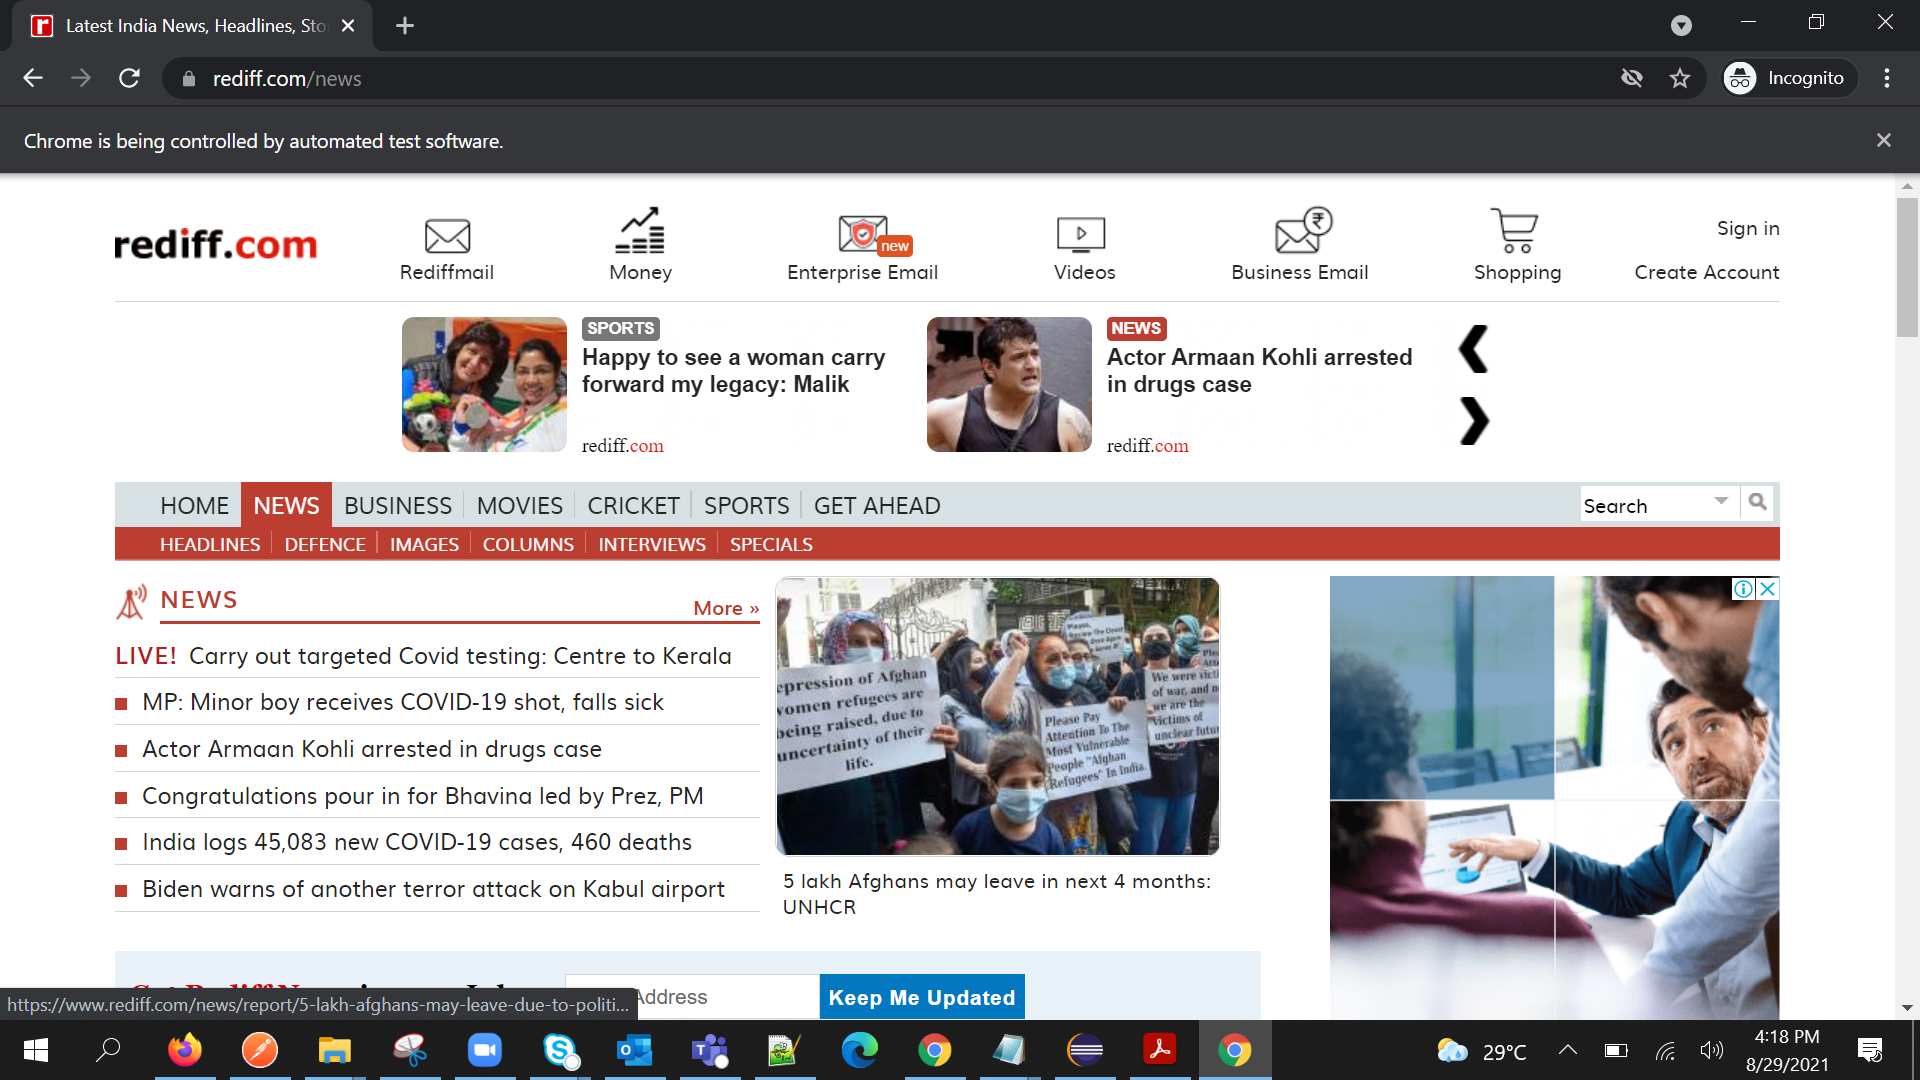 Latest India News, Headlines, Sto
rediff.com/news
Incognito
Chrome is being controlled by automated test software.
rediff.com
Rediffmail
Money
new
Enterprise Email
Videos
Business Email
Shopping
Sign in
Create Account
SPORTS
Happy to see a woman carry
forward my legacy: Malik
rediff.com
NEWS
Actor Armaan Kohli arrested
in drugs case
rediff.com
HOME NEWS BUSINESS MOVIES CRICKET SPORTS GET AHEAD
Search
HEADLINES DEFENCE IMAGES COLUMNS INTERVIEWS SPECIALS
NEWS
More »
LIVE! Carry out targeted Covid testing: Centre to Kerala
MP: Minor boy receives COVID-19 shot, falls sick
Actor Armaan Kohli arrested in drugs case
Congratulations pour in for Bhavina led by Prez, PM
India logs 45,083 new COVID-19 cases, 460 deaths
Biden warns of another terror attack on Kabul airport
epression of Afghan
women refugees are
being raised, due to
uncertainty of their
life.
Please Pay
Attention To The
Most Vulnerable
People "Afghan
Refugees" In India.
We were victi
of war, and n
we are the
victims of
unclear futur
5 lakh Afghans may leave in next 4 months:
UNHCR
Address
Keep Me Updated
https://www.rediff.com/news/report/5-lakh-afghans-may-leave-due-to-politi...
29°C
4:18 PM
8/29/2021